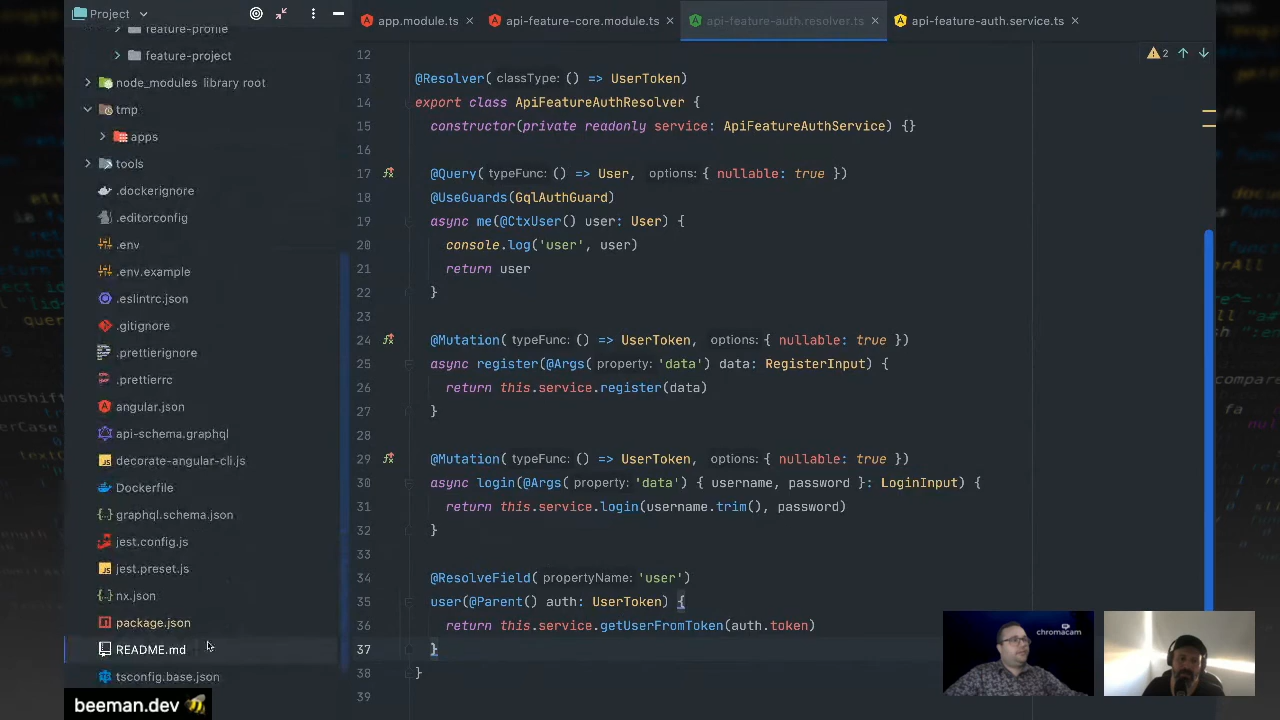 Project
app.module.ts
api-feature-core.module.ts
api-feature-auth.resolver.ts
api-feature-auth.service.ts
feature-profile
feature-project
node_modules library root
tmp
apps
tools
.dockerignore
.editorconfig
.env
.env.example
.eslintrc.json
.gitignore
.prettierignore
.prettierrc
angular.json
api-schema.graphql
decorate-angular-cli.js
Dockerfile
graphql.schema.json
jest.config.js
jest.preset.js
nx.json
package.json
README.md
tsconfig.base.json
2
12
13 @Resolver( classType: () => UserToken)
14 export class ApiFeatureAuthResolver {
15 constructor(private readonly service: ApiFeatureAuthService) {}
16
17 @Query( typeFunc: () => User, options: { nullable: true })
18 @UseGuards(GqlAuthGuard)
19 async me(@CtxUser() user: User) {
20 console.log('user', user)
21 return user
22 }
23
24 @Mutation( typeFunc: () => UserToken, options: { nullable: true })
25 async register(@Args( property: 'data') data: RegisterInput) {
26 return this.service.register(data)
27 }
28
29 @Mutation( typeFunc: () => UserToken, options: { nullable: true })
30 async login(@Args( property: 'data') { username, password }: LoginInput) {
31 return this.service.login(username.trim(), password)
32 }
33
34 @ResolveField( propertyName: 'user')
35 user(@Parent() auth: UserToken) {
36 return this.service.getUserFromToken(auth.token)
37 }
38 }
39
chromacam
beeman.dev